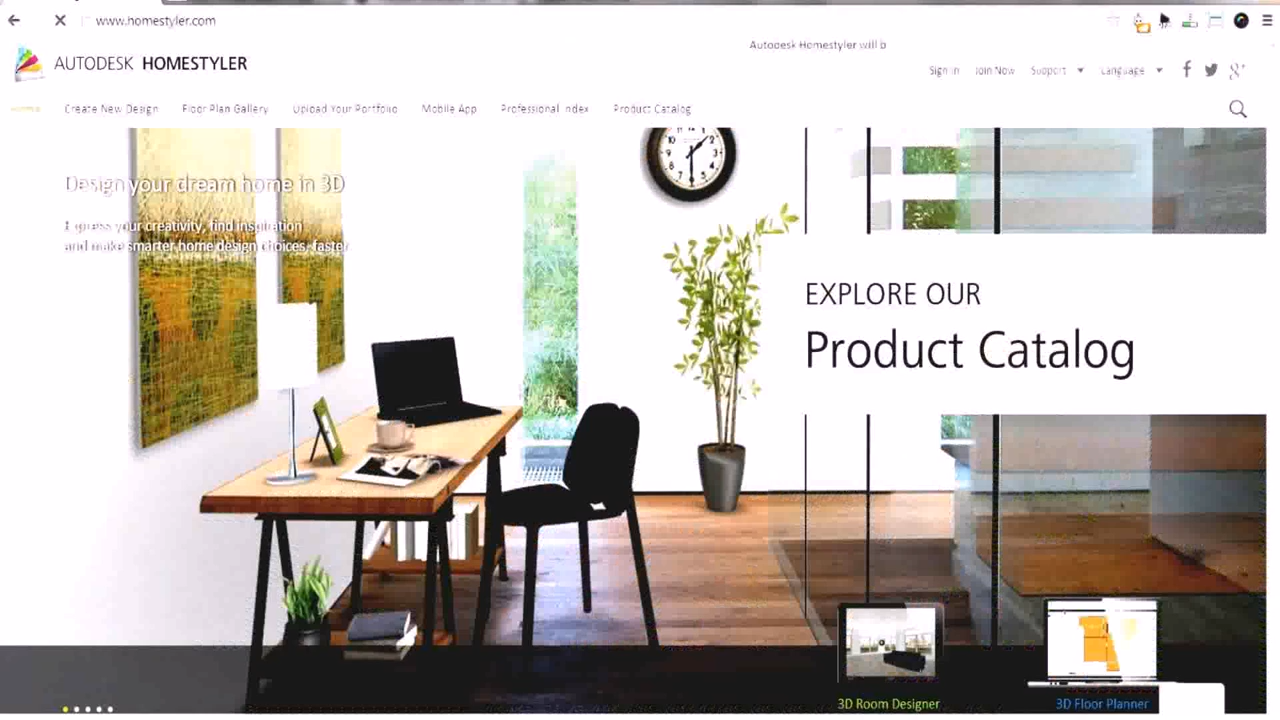 www.homestyler.com
Autodesk Homestyler will b
AUTODESK HOMESTYLER
Sign In Join Now Support Language
Create New Design Floor Plan Gallery Upload Your Portfolio Mobile App Professional Index Product Catalog
Design your dream home in 3D
Express your creativity, find inspiration
and make smarter home design choices, faster
EXPLORE OUR
Product Catalog
3D Room Designer
3D Floor Planner